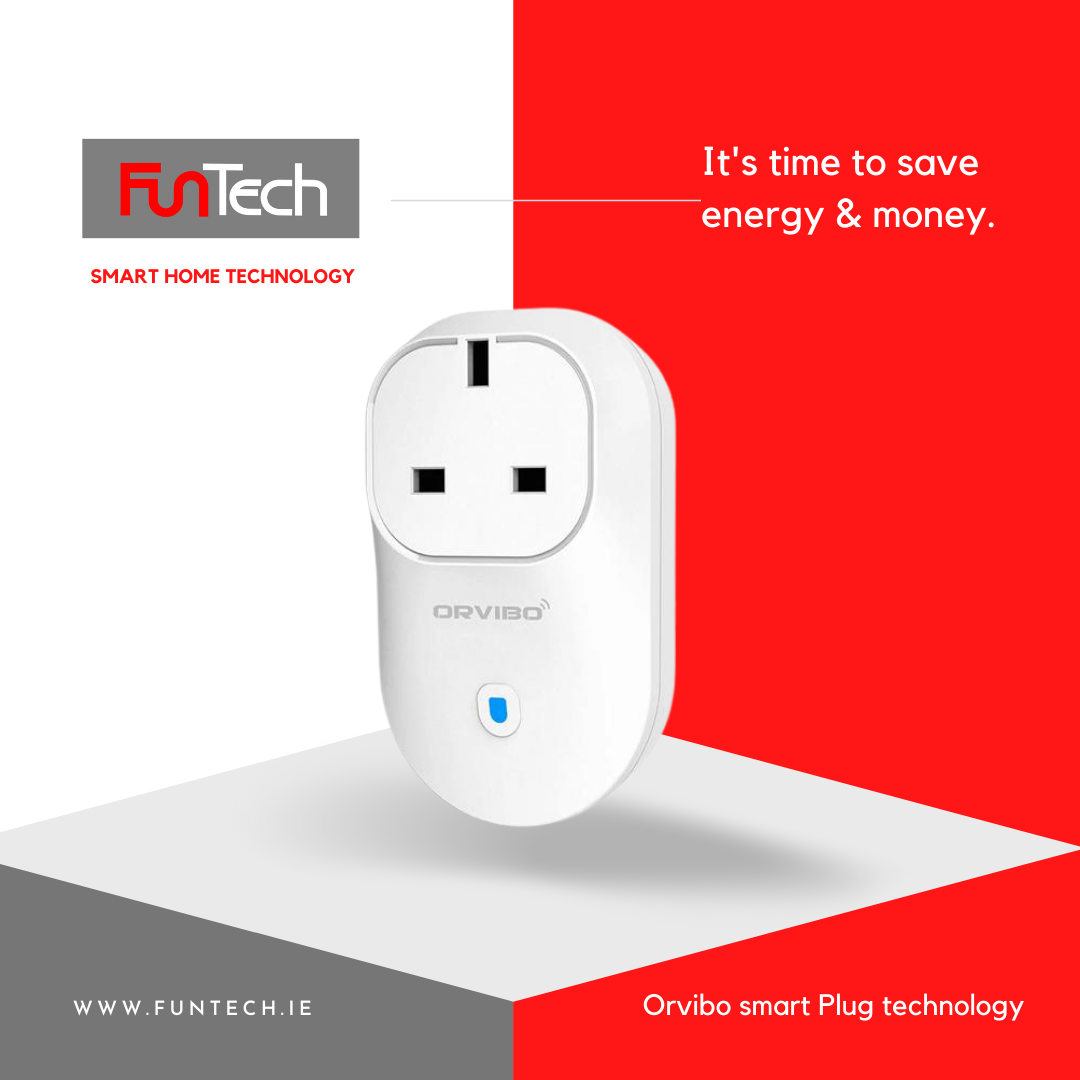 FunTech
SMART HOME TECHNOLOGY
It's time to save
energy & money.
ORVIBO
WWW.FUNTECH.IE
Orvibo smart Plug technology